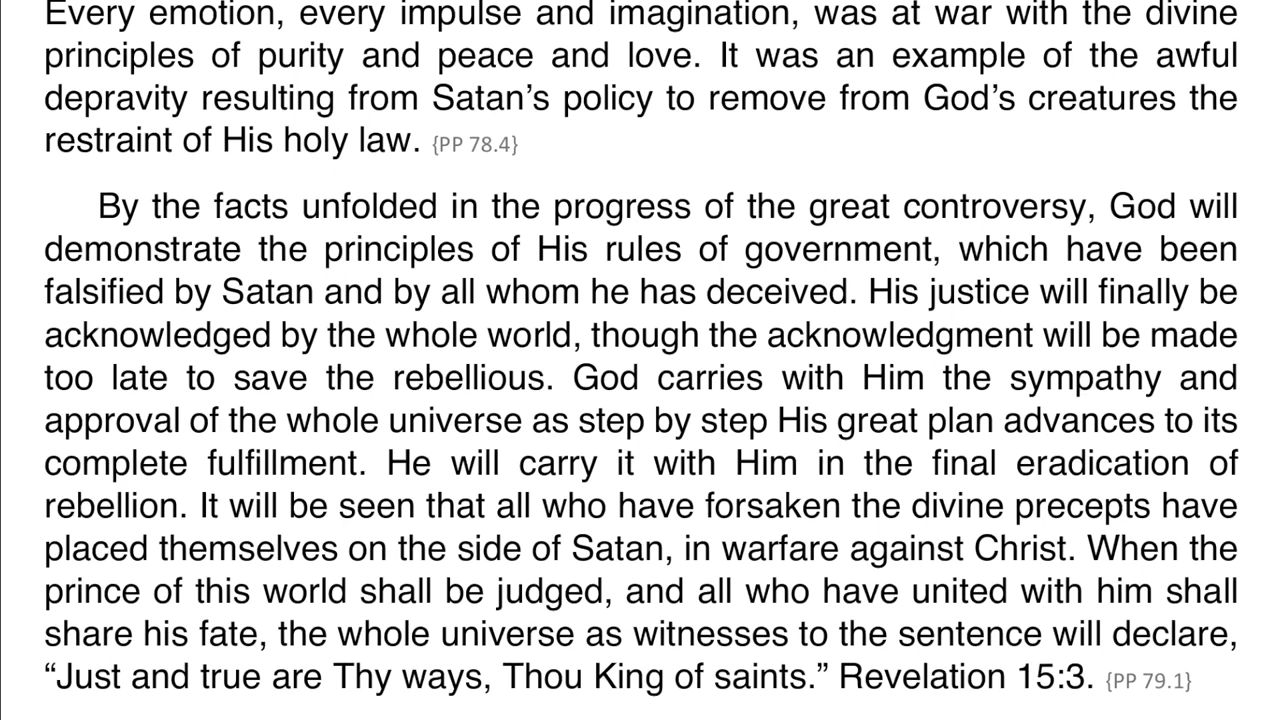 Every emotion, every impulse and imagination, was at war with the divine
principles of purity and peace and love. It was an example of the awful
depravity resulting from Satan’s policy to remove from God’s creatures the
restraint of His holy law. {PP 78.4}
By the facts unfolded in the progress of the great controversy, God will
demonstrate the principles of His rules of government, which have been
falsified by Satan and by all whom he has deceived. His justice will finally be
acknowledged by the whole world, though the acknowledgment will be made
too late to save the rebellious. God carries with Him the sympathy and
approval of the whole universe as step by step His great plan advances to its
complete fulfillment. He will carry it with Him in the final eradication of
rebellion. It will be seen that all who have forsaken the divine precepts have
placed themselves on the side of Satan, in warfare against Christ. When the
prince of this world shall be judged, and all who have united with him shall
share his fate, the whole universe as witnesses to the sentence will declare,
“Just and true are Thy ways, Thou King of saints.” Revelation 15:3. {PP 79.1}